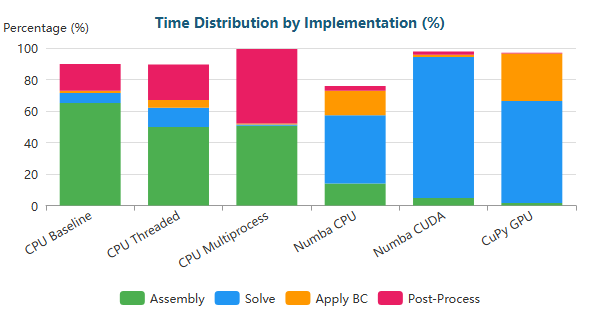 Time Distribution by Implementation (%)
Percentage (%)
100
80
60
40
20
0
CPU Baseline
CPU Threaded
CPU Multiprocess
Numba CPU
Numba CUDA
CuPy GPU
Assembly Solve Apply BC Post-Process